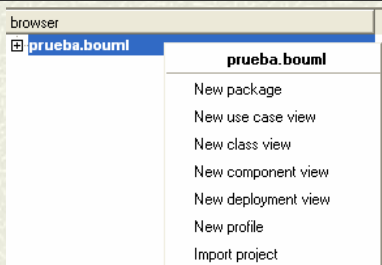 browser
prueba.bouml
prueba.bouml
New package
New use case view
New class view
New component view
New deployment view
New profile
Import project